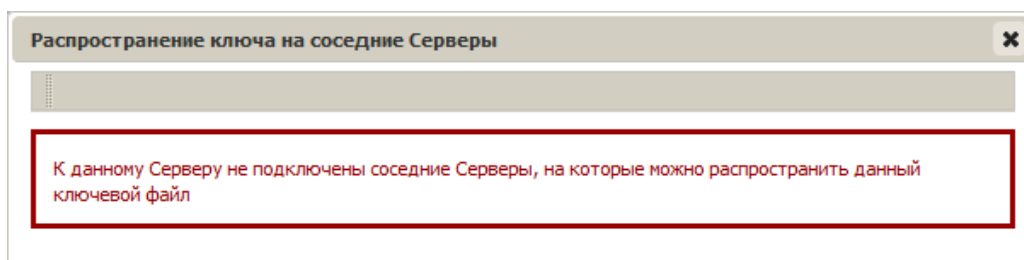 Распространение ключа на соседние Серверы
К данному Серверу не подключены соседние Серверы, на которые можно распространить данный
ключевой файл